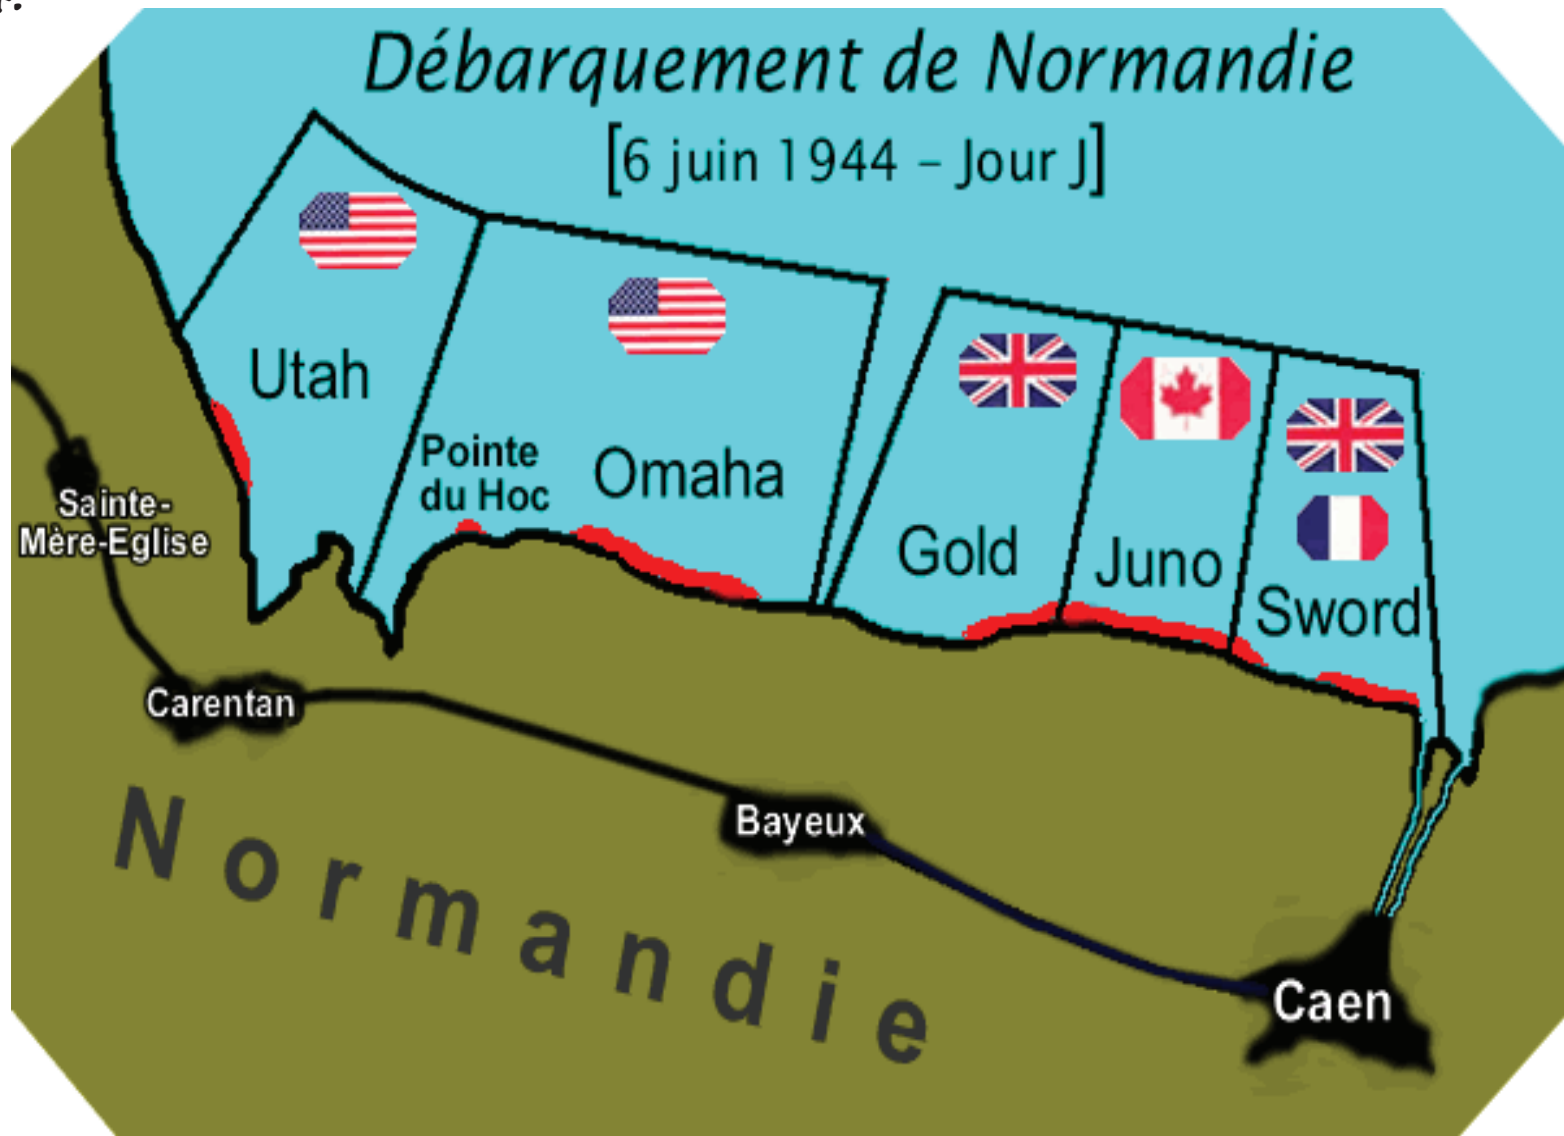 Débarquement de Normandie
[6 juin 1944 – Jour J]
Utah
Pointe
du Hoc
Omaha
Gold
Juno
Sword
Sainte-
Mère-Eglise
Carentan
Bayeux
Caen
Normandie